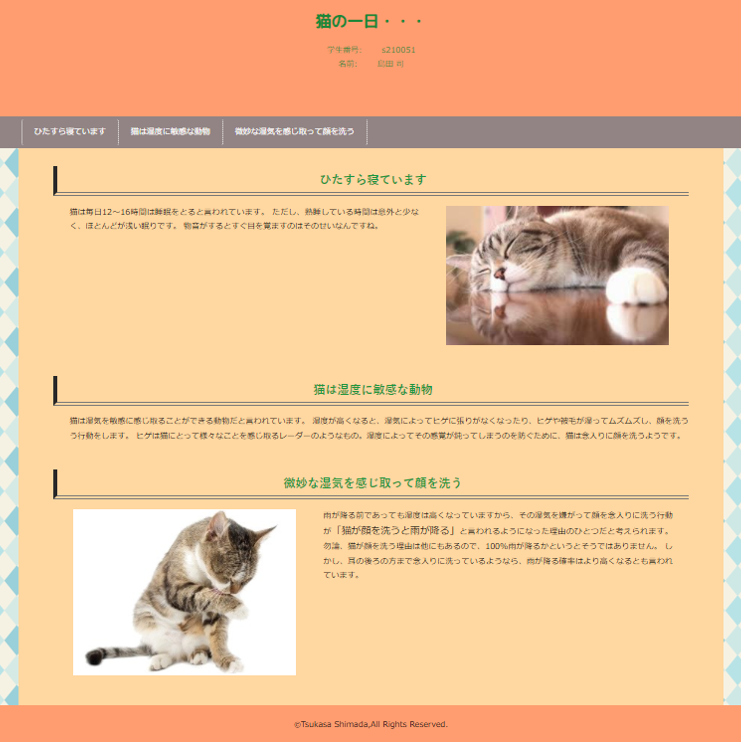 猫の一日・・・
学生番号: s210051
名前: 島田 司
ひたすら寝ています 猫は湿度に敏感な動物 微妙な湿気を感じ取って顔を洗う
ひたすら寝ています
猫は毎日12～16時間は睡眠をとると言われています。 ただし、熟睡している時間は意外と少な
く、ほとんどが浅い眠りです。 物音がするとすぐ目を覚ますのはそのせいなんですね。
猫は湿度に敏感な動物
猫は湿気を敏感に感じ取ることができる動物だと言われています。 湿度が高くなると、湿気によってヒゲに張りがなくなったり、ヒゲや被毛が湿ってムズムズし、顔を洗う
う行動をします。 ヒゲは猫にとって様々なことを感じ取るレーダーのようなもの。湿度によってその感覚が鈍ってしまうのを防ぐために、猫は念入りに顔を洗うようです。
微妙な湿気を感じ取って顔を洗う
雨が降る前であっても湿度は高くなっていますから、その湿気を嫌がって顔を念入りに洗う行動
が「猫が顔を洗うと雨が降る」と言われるようになった理由のひとつだと考えられます。
勿論、猫が顔を洗う理由は他にもあるので、100%雨が降るかというとそうではありません。 し
かし、耳の後ろの方まで念入りに洗っているようなら、雨が降る確率はより高くなるとも言われ
ています。
©Tsukasa Shimada,All Rights Reserved.